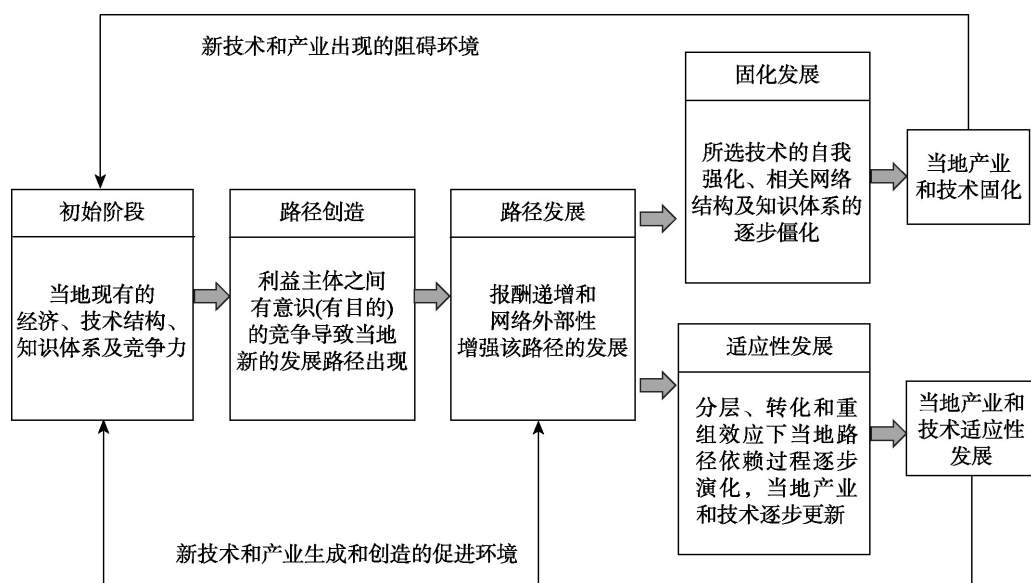 新技术和产业出现的阻碍环境
初始阶段
当地现有的
经济、技术结构、
知识体系及竞争力
路径创造
利益主体之间
有意识(有目的)
的竞争导致当地
新的发展路径出现
路径发展
报酬递增和
网络外部性
增强该路径的发展
固化发展
所选技术的自我
强化、相关网络
结构及知识体系的
逐步僵化
当地产业
和技术固化
适应性发展
分层、转化和重
组效应下当地路
径依赖过程逐步
演化，当地产业
和技术逐步更新
当地产业和
技术适应性
发展
新技术和产业生成和创造的促进环境